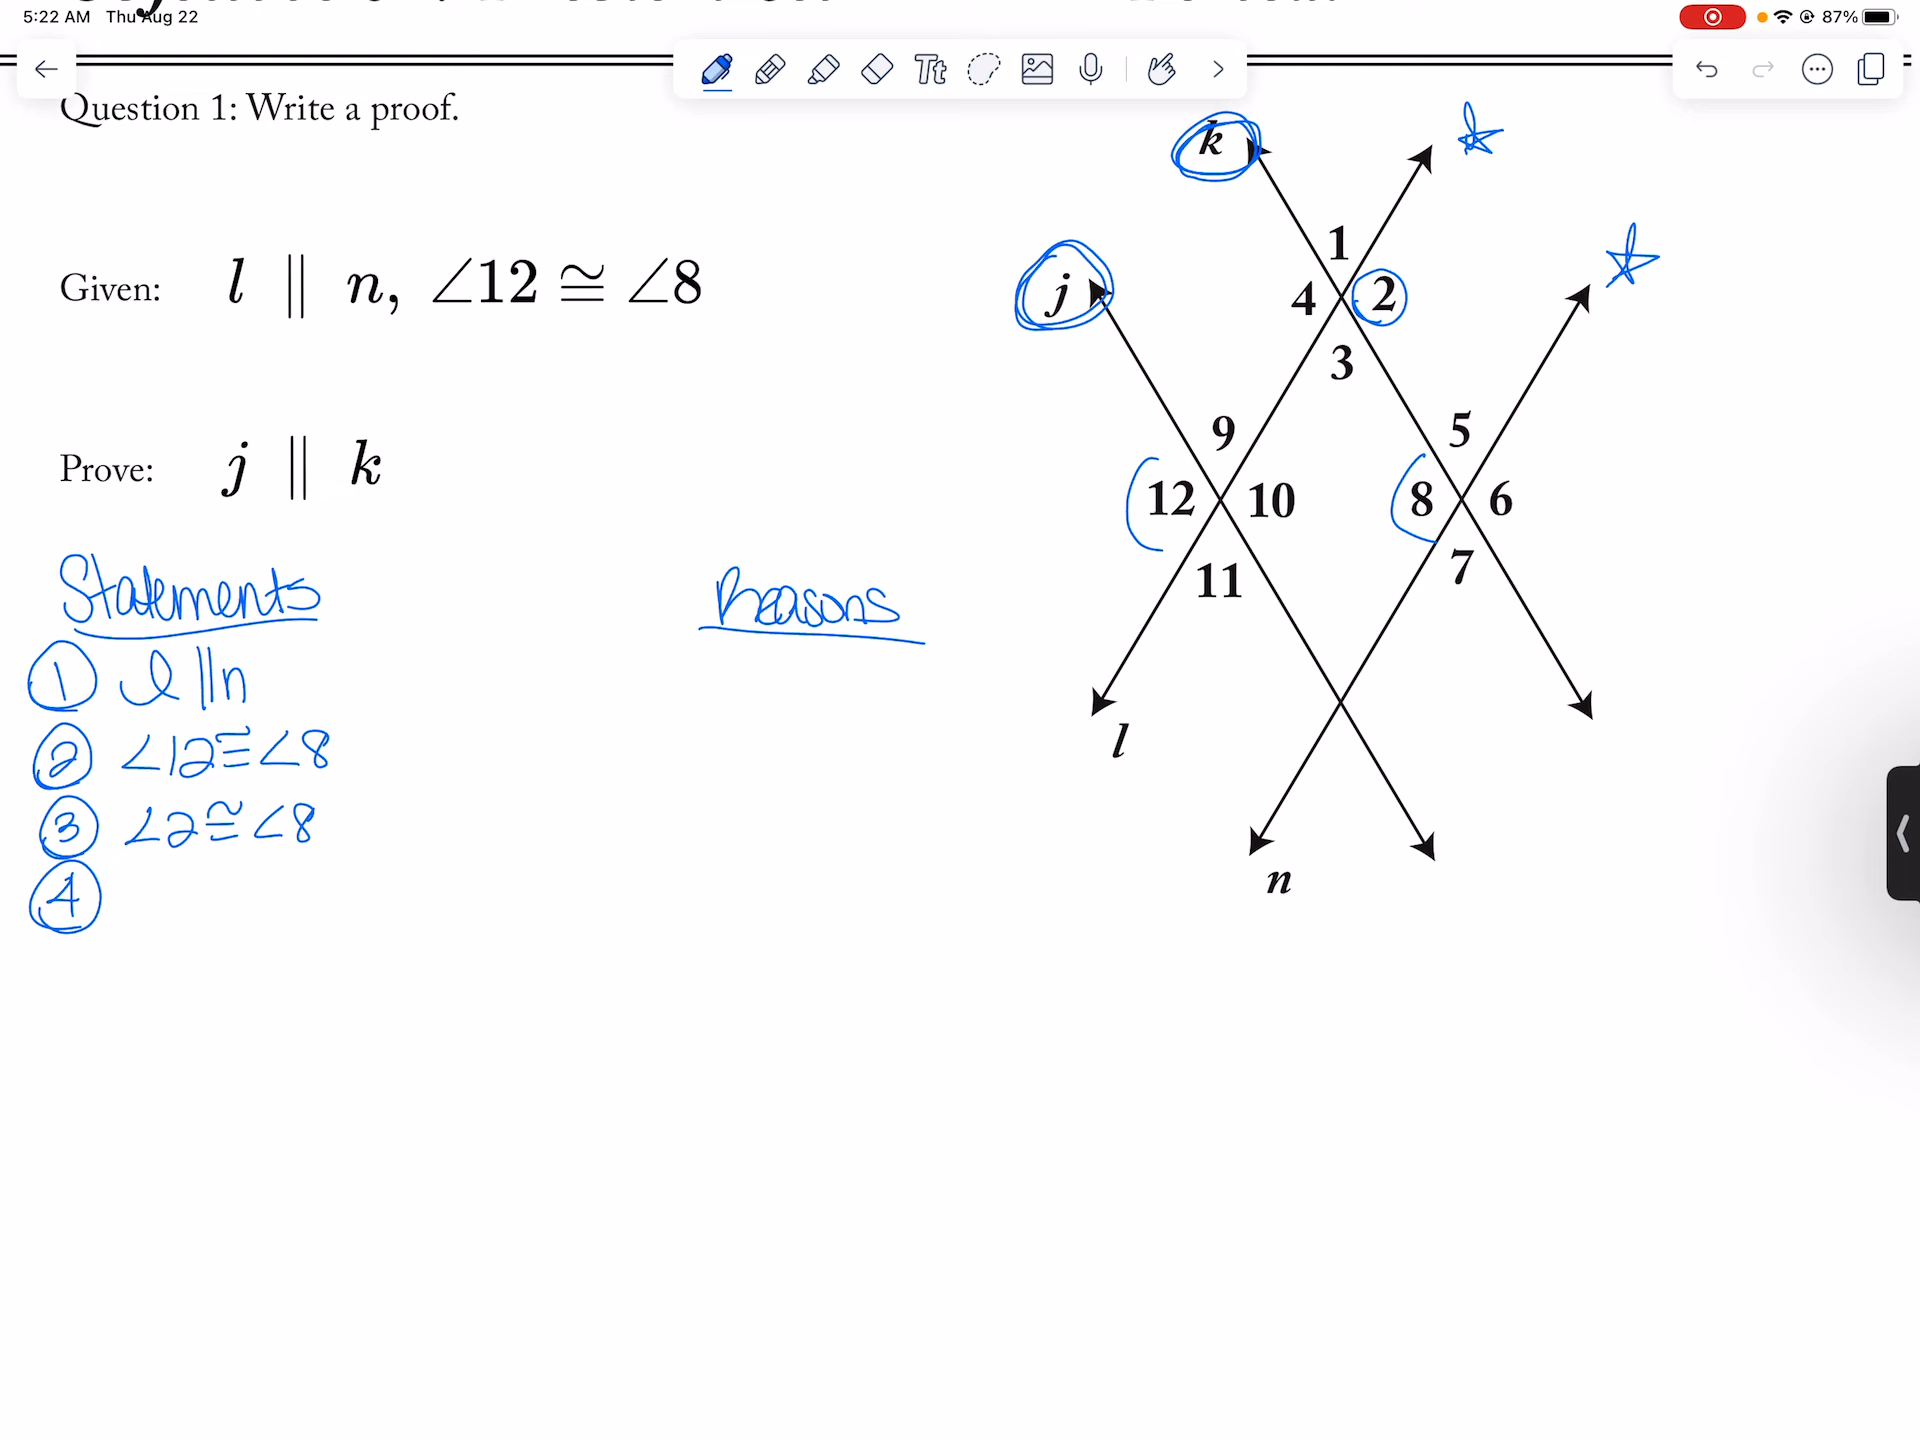 5:22 AM Thu Aug 22
87%
Tt
Question 1: Write a proof.
Given: l ∥ n, ∠12 ≅ ∠8
Prove: j ∥ k
Statements
Reasons
① l ∥ n
② ∠12 ≅ ∠8
③ ∠2 ≅ ∠8
④
k
j
1
4
2
3
9
5
12
10
8
6
11
7
l
n